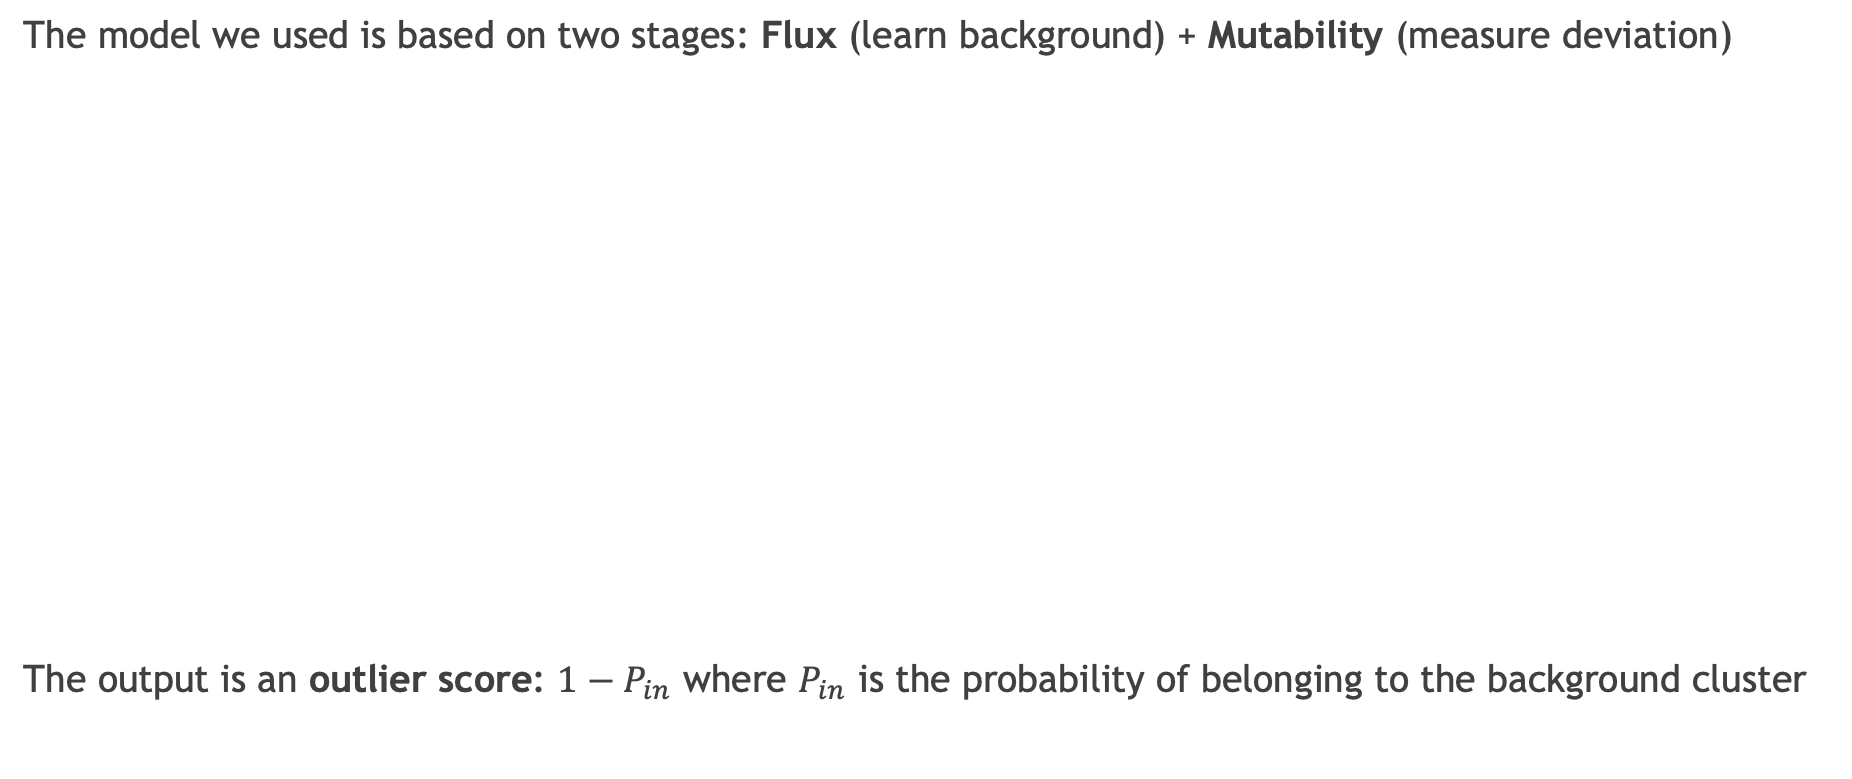 The model we used is based on two stages: Flux (learn background) + Mutability (measure deviation)
The output is an outlier score: 1 − P_in where P_in is the probability of belonging to the background cluster